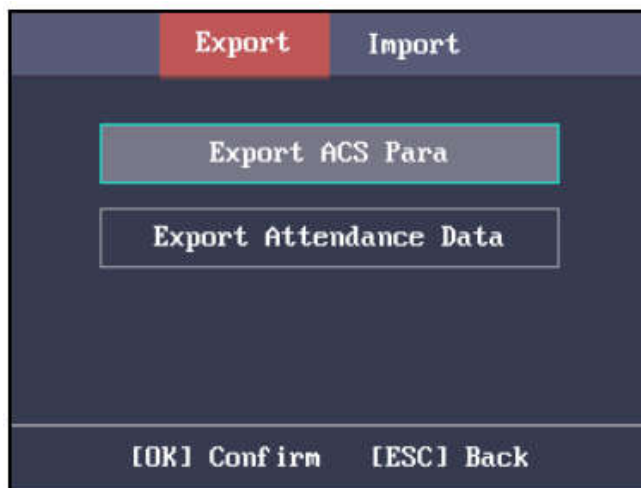 Export Import
Export ACS Para
Export Attendance Data
[OK] Confirm [ESC] Back